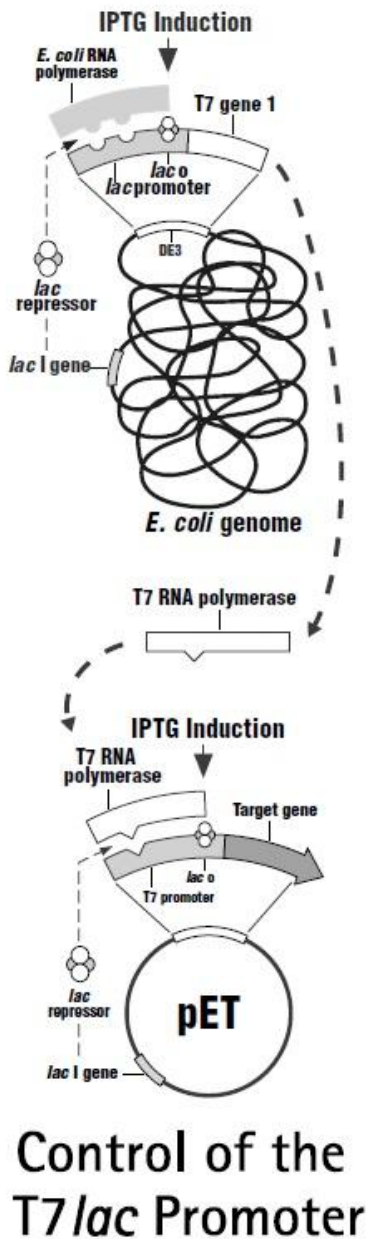 IPTG Induction
E. coli RNA
polymerase
T7 gene 1
lac o
lac promoter
DE3
lac
repressor
lac I gene
E. coli genome
T7 RNA polymerase
IPTG Induction
T7 RNA
polymerase
Target gene
lac o
T7 promoter
lac
repressor
pET
lac I gene
Control of the
T7 lac Promoter